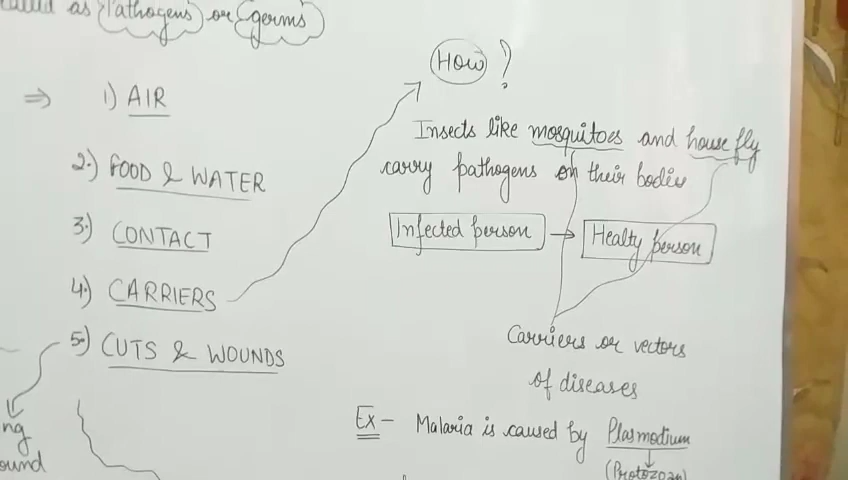 called as Pathogens or germs
⇒ 1) AIR
2.) FOOD & WATER
3.) CONTACT
4.) CARRIERS
5.) CUTS & WOUNDS
How ?
Insects like mosquitoes and house fly
carry pathogens on their bodies
Infected person → Healty person
Carriers or vectors
of diseases
Ex - Malaria is caused by Plasmodium
(Protozoan)